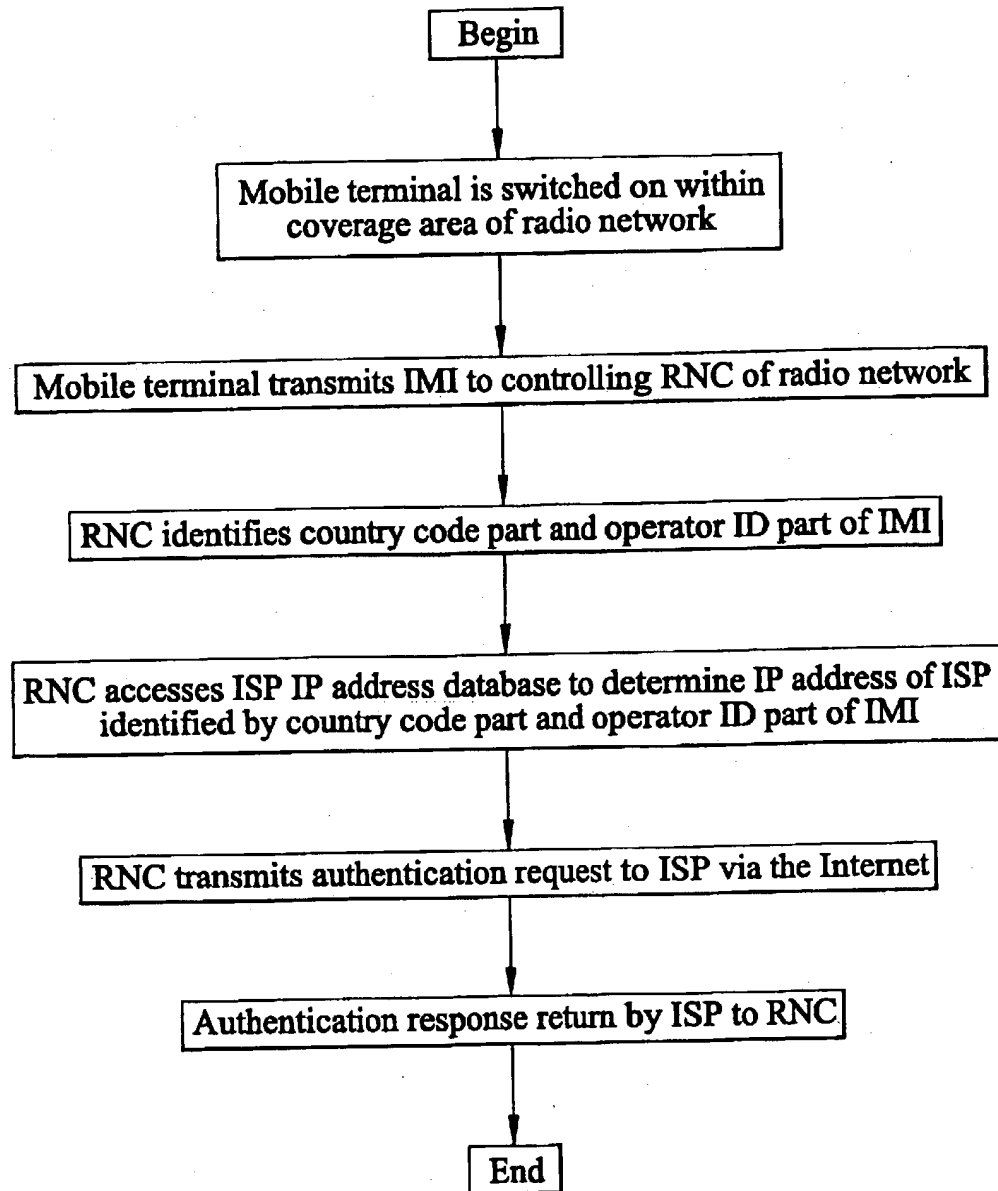 Begin
Mobile terminal is switched on within
coverage area of radio network
Mobile terminal transmits IMI to controlling RNC of radio network
RNC identifies country code part and operator ID part of IMI
RNC accesses ISP IP address database to determine IP address of ISP
identified by country code part and operator ID part of IMI
RNC transmits authentication request to ISP via the Internet
Authentication response return by ISP to RNC
End